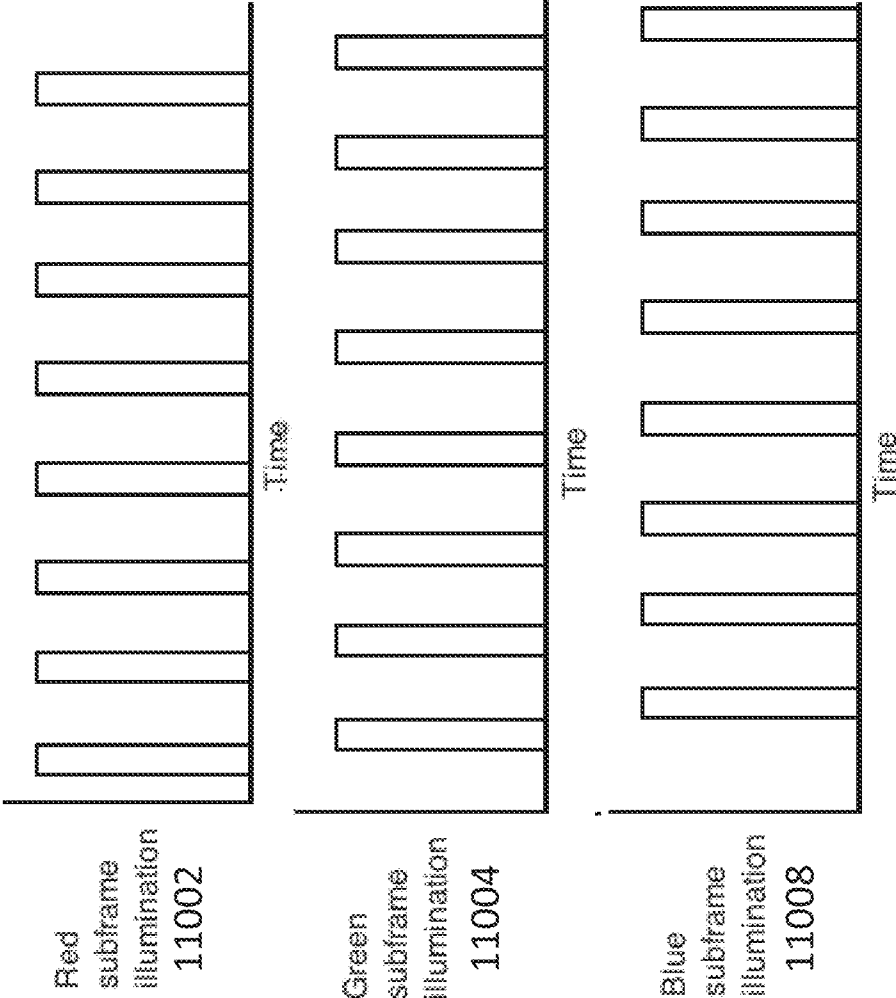 Red
subframe
illumination
11002
Time
Green
subframe
illumination
11004
Time
Blue
subframe
illumination
11008
Time